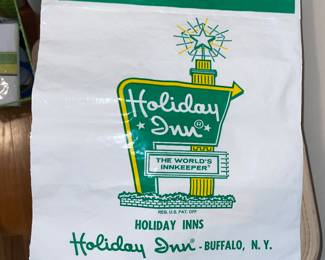 Holiday
Inn®
THE WORLD'S
INNKEEPER®
REG. U.S. PAT. OFF
HOLIDAY INNS
Holiday Inn® - BUFFALO, N. Y.